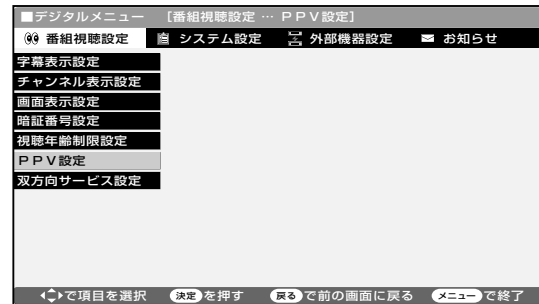 ■デジタルメニュー [番組視聴設定 … ＰＰＶ設定]
番組視聴設定 システム設定 外部機器設定 お知らせ
字幕表示設定
チャンネル表示設定
画面表示設定
暗証番号設定
視聴年齢制限設定
ＰＰＶ設定
双方向サービス設定
で項目を選択 決定を押す 戻るで前の画面に戻る メニューで終了